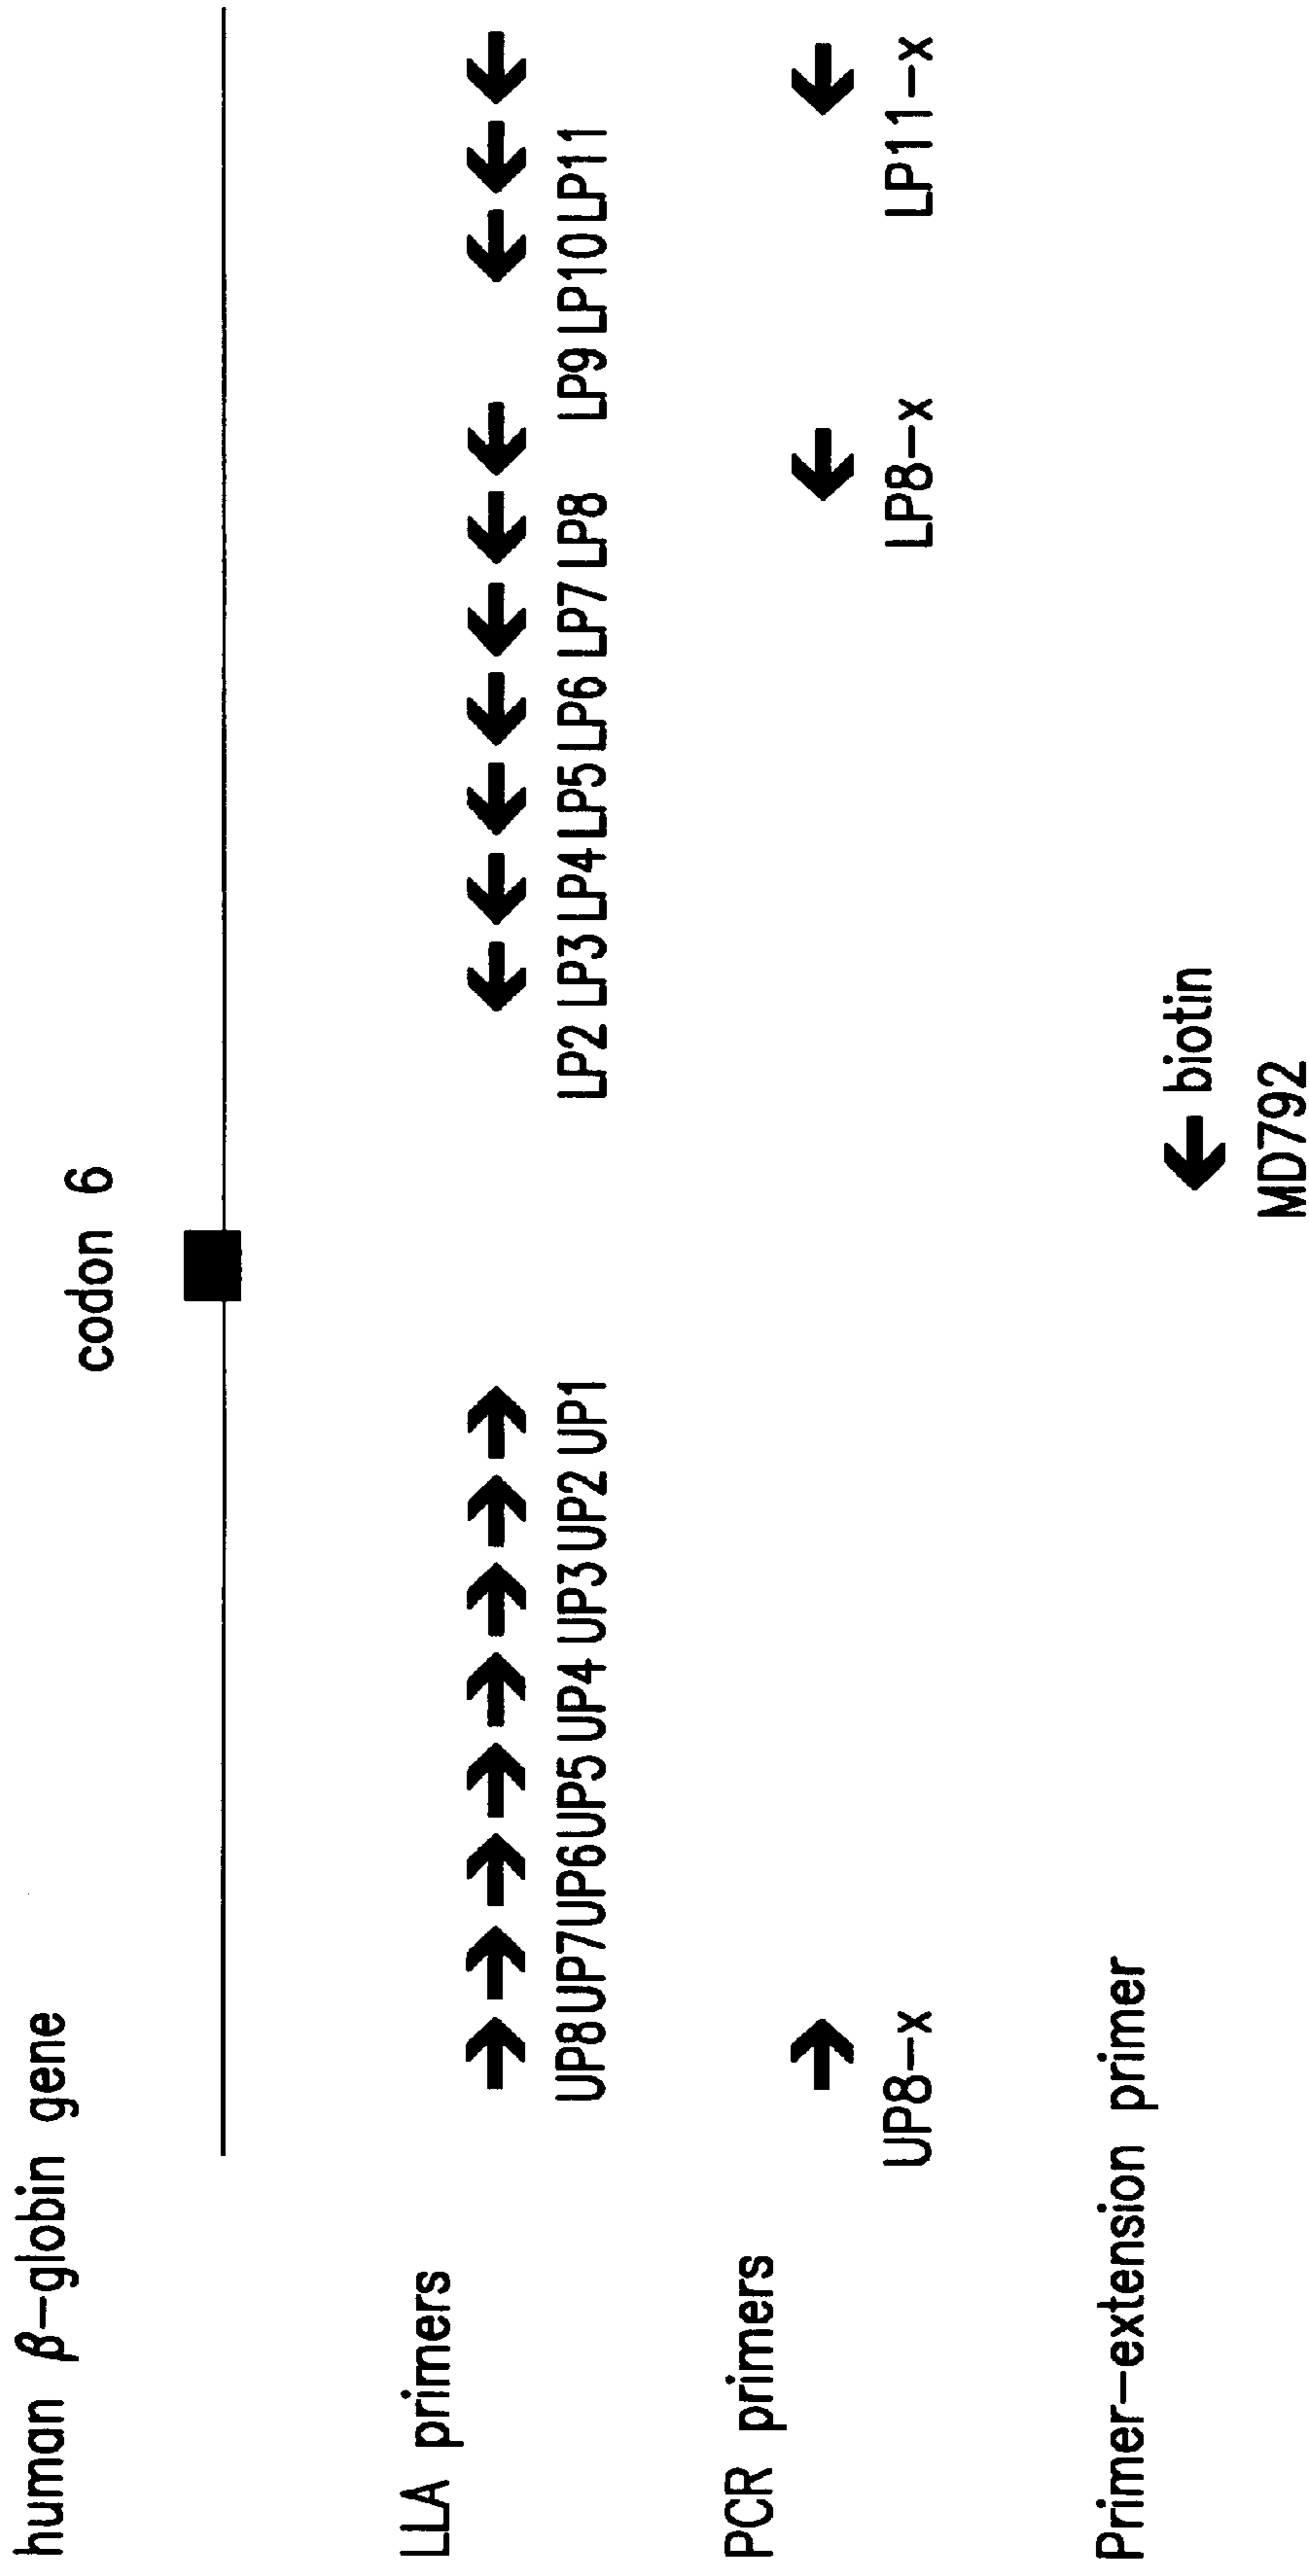 human β-globin gene
codon 6
LLA primers
UP8 UP7 UP6 UP5 UP4 UP3 UP2 UP1 LP2 LP3 LP4 LP5 LP6 LP7 LP8 LP9 LP10 LP11
PCR primers
UP8-x LP8-x LP11-x
Primer-extension primer
biotin
MD792